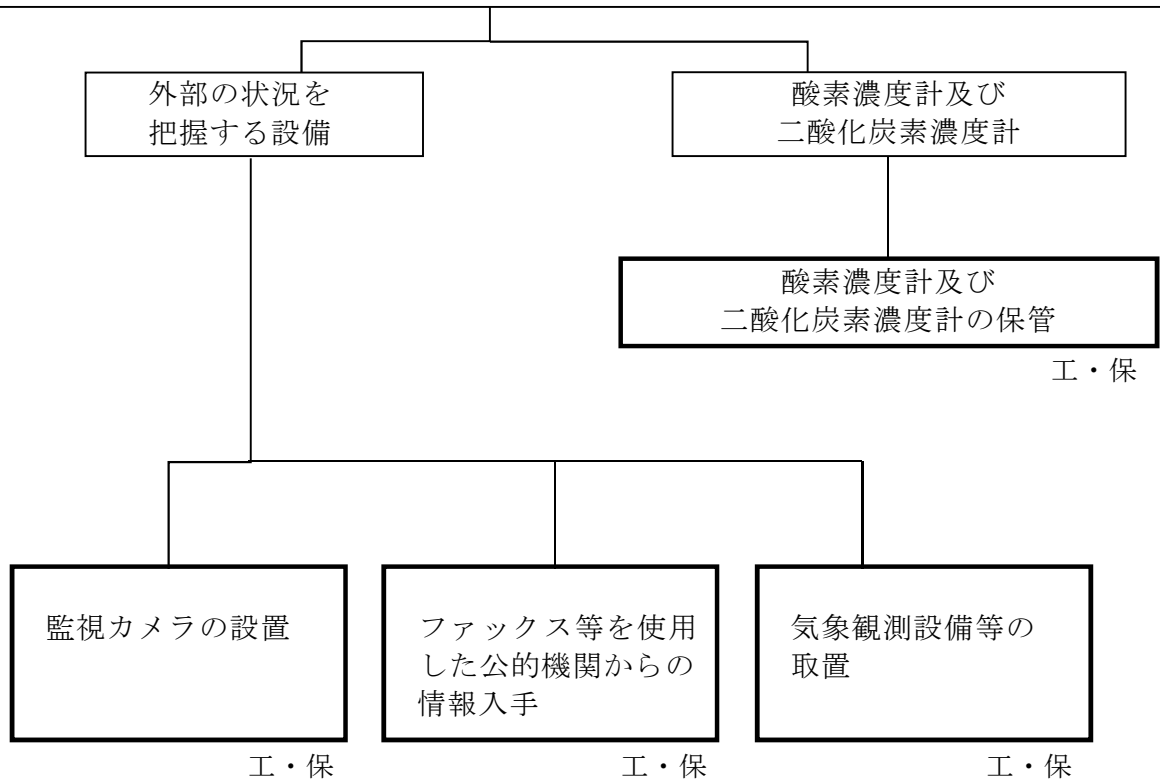 外部の状況を
把握する設備
酸素濃度計及び
二酸化炭素濃度計
酸素濃度計及び
二酸化炭素濃度計の保管
工・保
監視カメラの設置
工・保
ファックス等を使用
した公的機関からの
情報入手
工・保
気象観測設備等の
取置
工・保